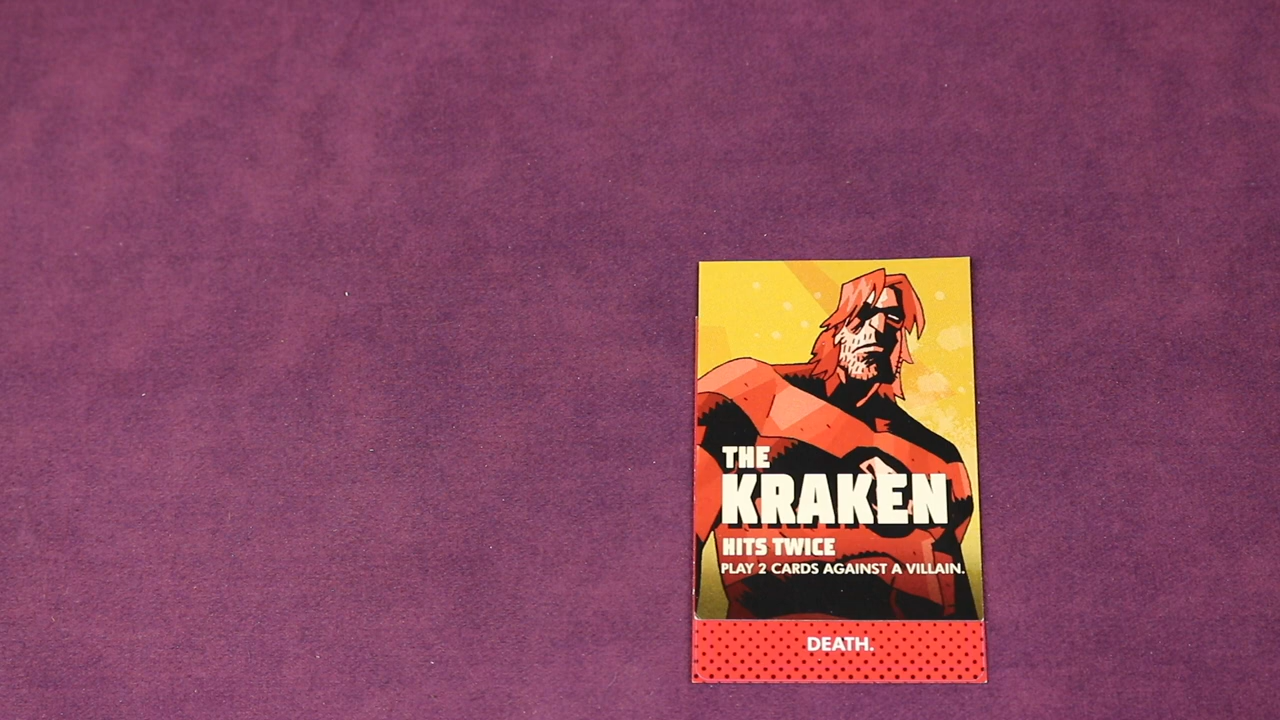 THE
KRAKEN
HITS TWICE
PLAY 2 CARDS AGAINST A VILLAIN.
DEATH.